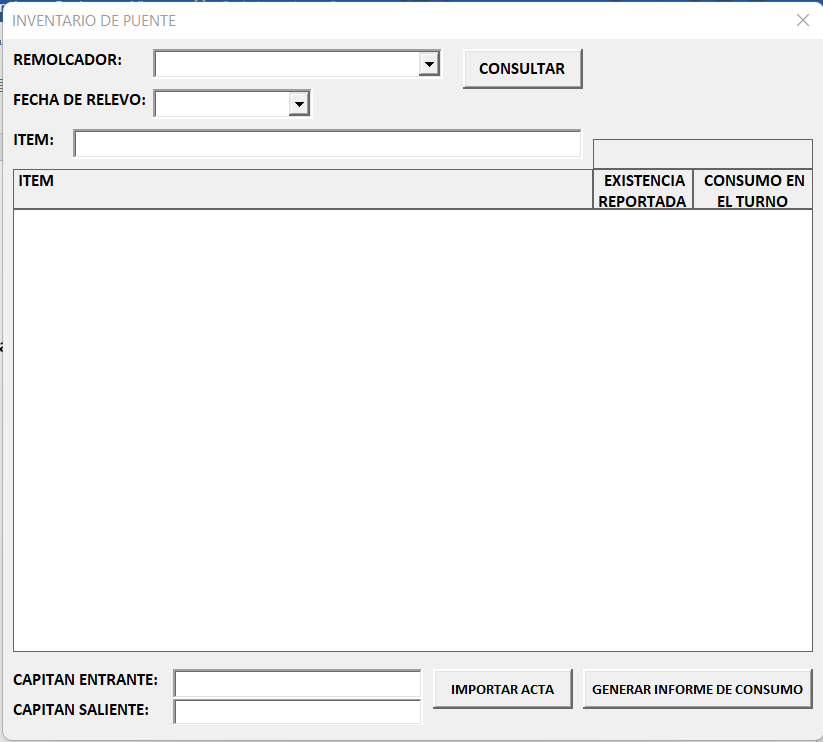 INVENTARIO DE PUENTE
REMOLCADOR:
CONSULTAR
FECHA DE RELEVO:
ITEM:
ITEM
EXISTENCIA
REPORTADA
CONSUMO EN
EL TURNO
CAPITAN ENTRANTE:
IMPORTAR ACTA
GENERAR INFORME DE CONSUMO
CAPITAN SALIENTE: